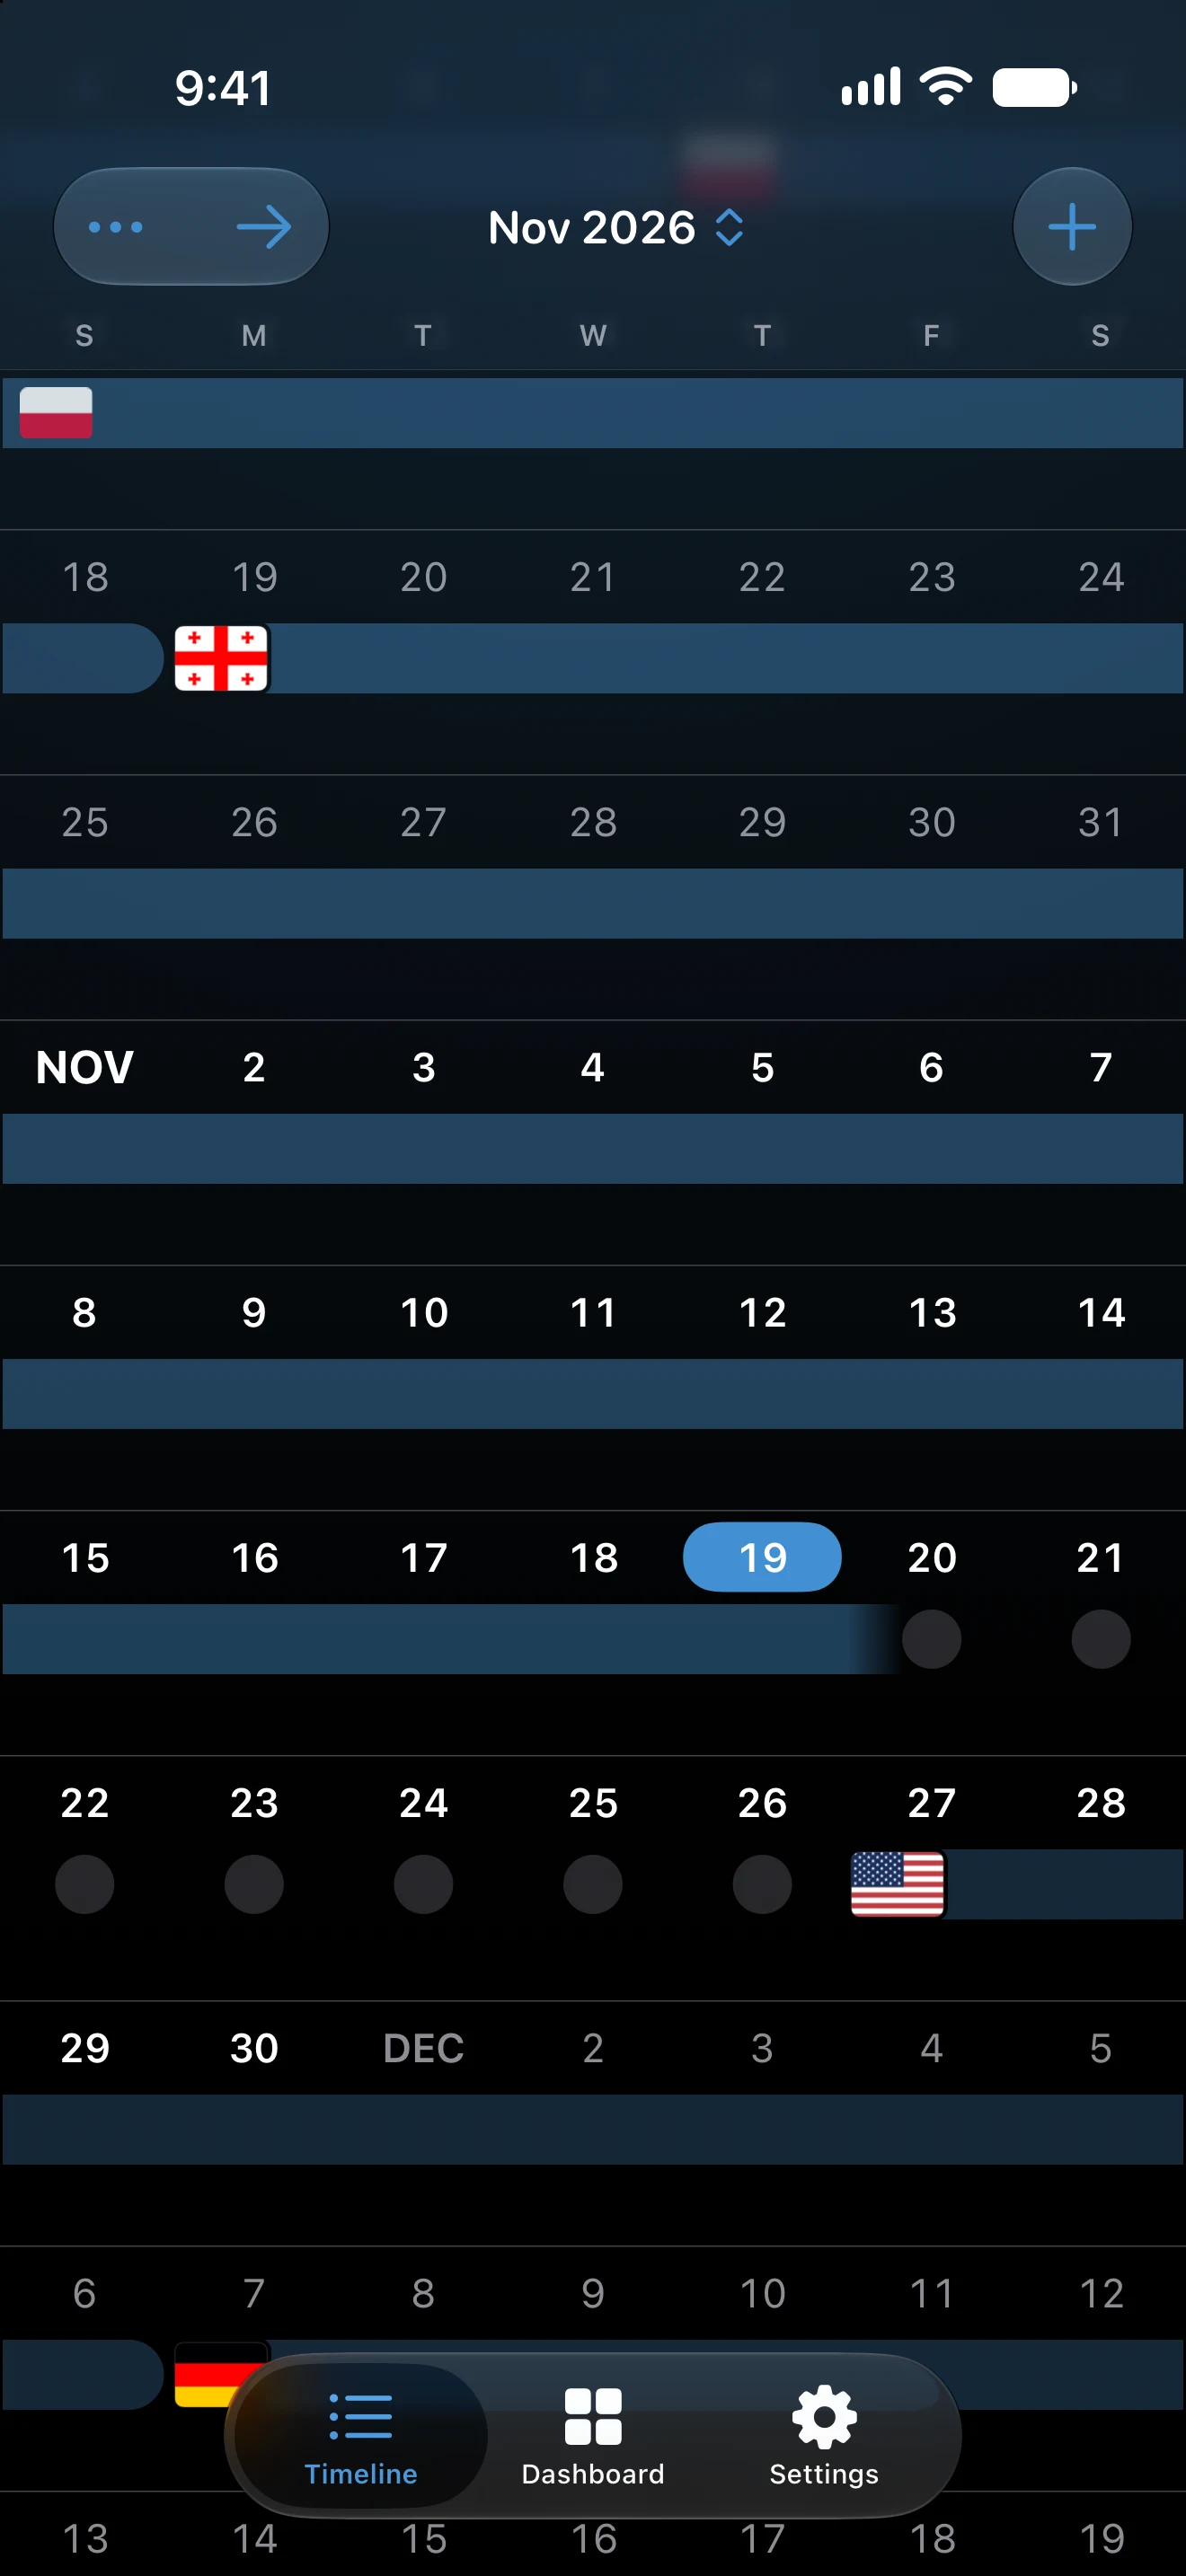 9:41
Nov 2026
S M T W T F S
18 19 20 21 22 23 24
25 26 27 28 29 30 31
NOV 2 3 4 5 6 7
8 9 10 11 12 13 14
15 16 17 18 19 20 21
22 23 24 25 26 27 28
29 30 DEC 2 3 4 5
6 7 8 9 10 11 12
Timeline Dashboard Settings
13 14 15 16 17 18 19